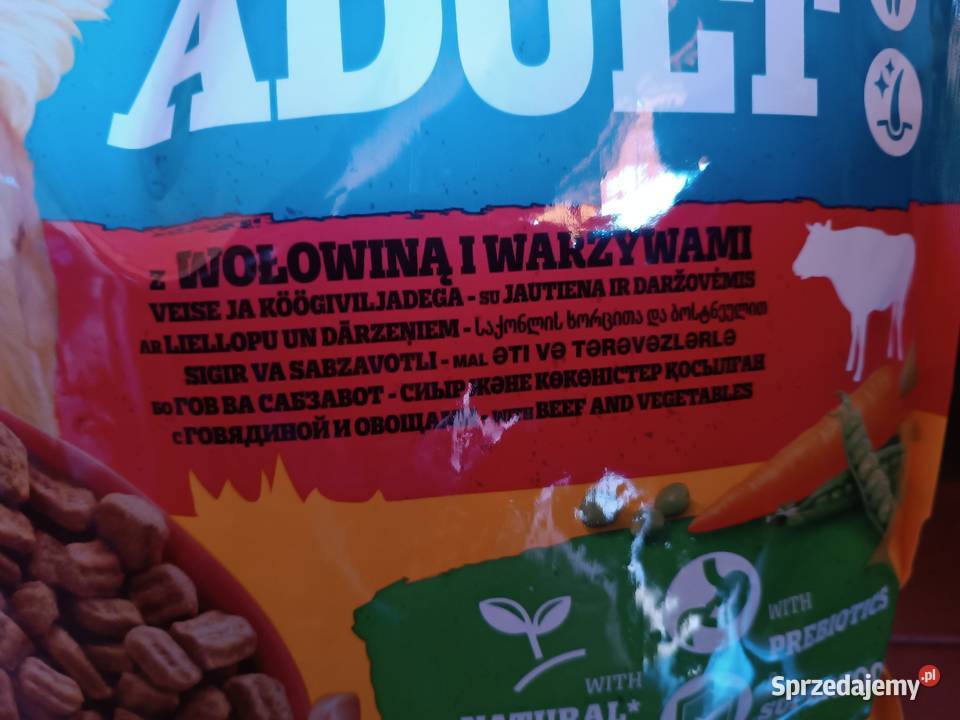 ADULT
z WOŁOWINĄ I WARZYWAMI
VEISE JA KÖÖGIVILJADEGA - su JAUTIENA IR DARŽOVĖMIS
AR LIELLOPU UN DĀRZEŅIEM - საქონლის ხორცითა და ბოსტნეულით
SIGIR VA SABZAVOTLI - MAL ƏTI VƏ TƏRƏVƏZLƏRLƏ
БО ГОВ ВА САБЗАВОТ - СИЫР ЖӘНЕ КӨКӨНІСТЕР ҚОСЫЛҒАН
с ГОВЯДИНОЙ И ОВОЩАМИ - WITH BEEF AND VEGETABLES
WITH
PREBIOTICS
WITH
NATURAL*
Sprzedajemy.pl